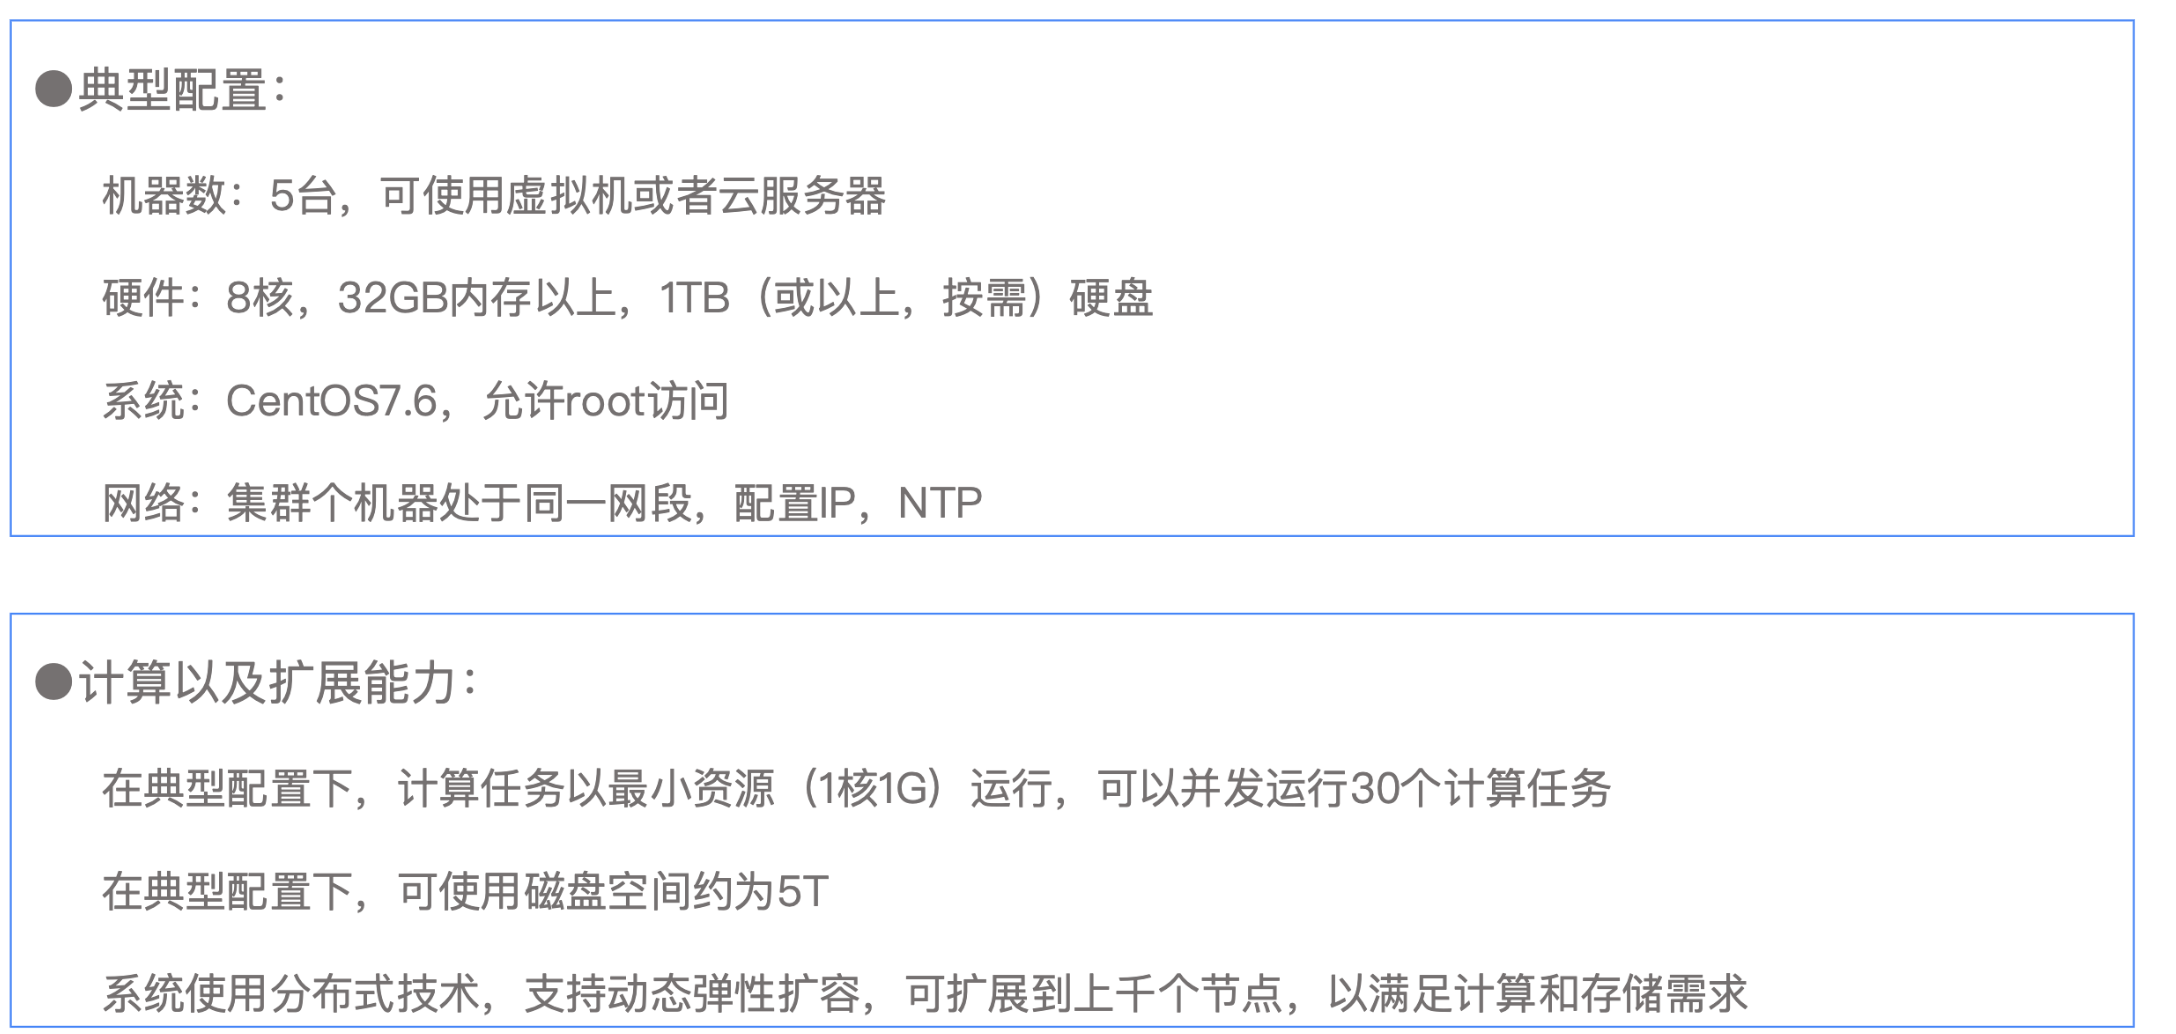 ●典型配置：
机器数：5台，可使用虚拟机或者云服务器
硬件：8核，32GB内存以上，1TB（或以上，按需）硬盘
系统：CentOS7.6，允许root访问
网络：集群个机器处于同一网段，配置IP，NTP
●计算以及扩展能力：
在典型配置下，计算任务以最小资源（1核1G）运行，可以并发运行30个计算任务
在典型配置下，可使用磁盘空间约为5T
系统使用分布式技术，支持动态弹性扩容，可扩展到上千个节点，以满足计算和存储需求